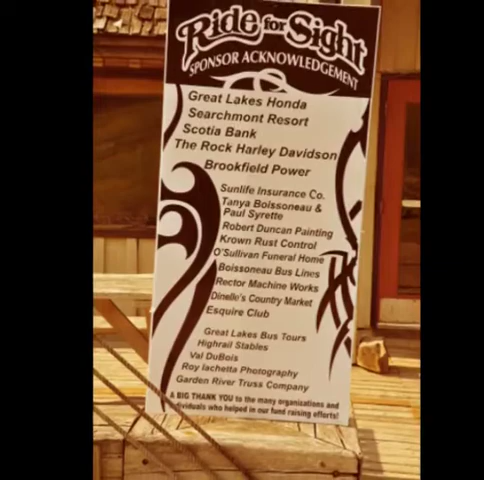 Ride for Sight
SPONSOR ACKNOWLEDGEMENT
Great Lakes Honda
Searchmont Resort
Scotia Bank
The Rock Harley Davidson
Brookfield Power
Sunlife Insurance Co.
Tanya Boissoneau &
Paul Syrette
Robert Duncan Painting
Krown Rust Control
O'Sullivan Funeral Home
Boissoneau Bus Lines
Rector Machine Works
Dinelle's Country Market
Esquire Club
Great Lakes Bus Tours
Highrail Stables
Val DuBois
Roy Iachetta Photography
Garden River Truss Company
A BIG THANK YOU to the many organizations and
individuals who helped in our fund raising efforts!